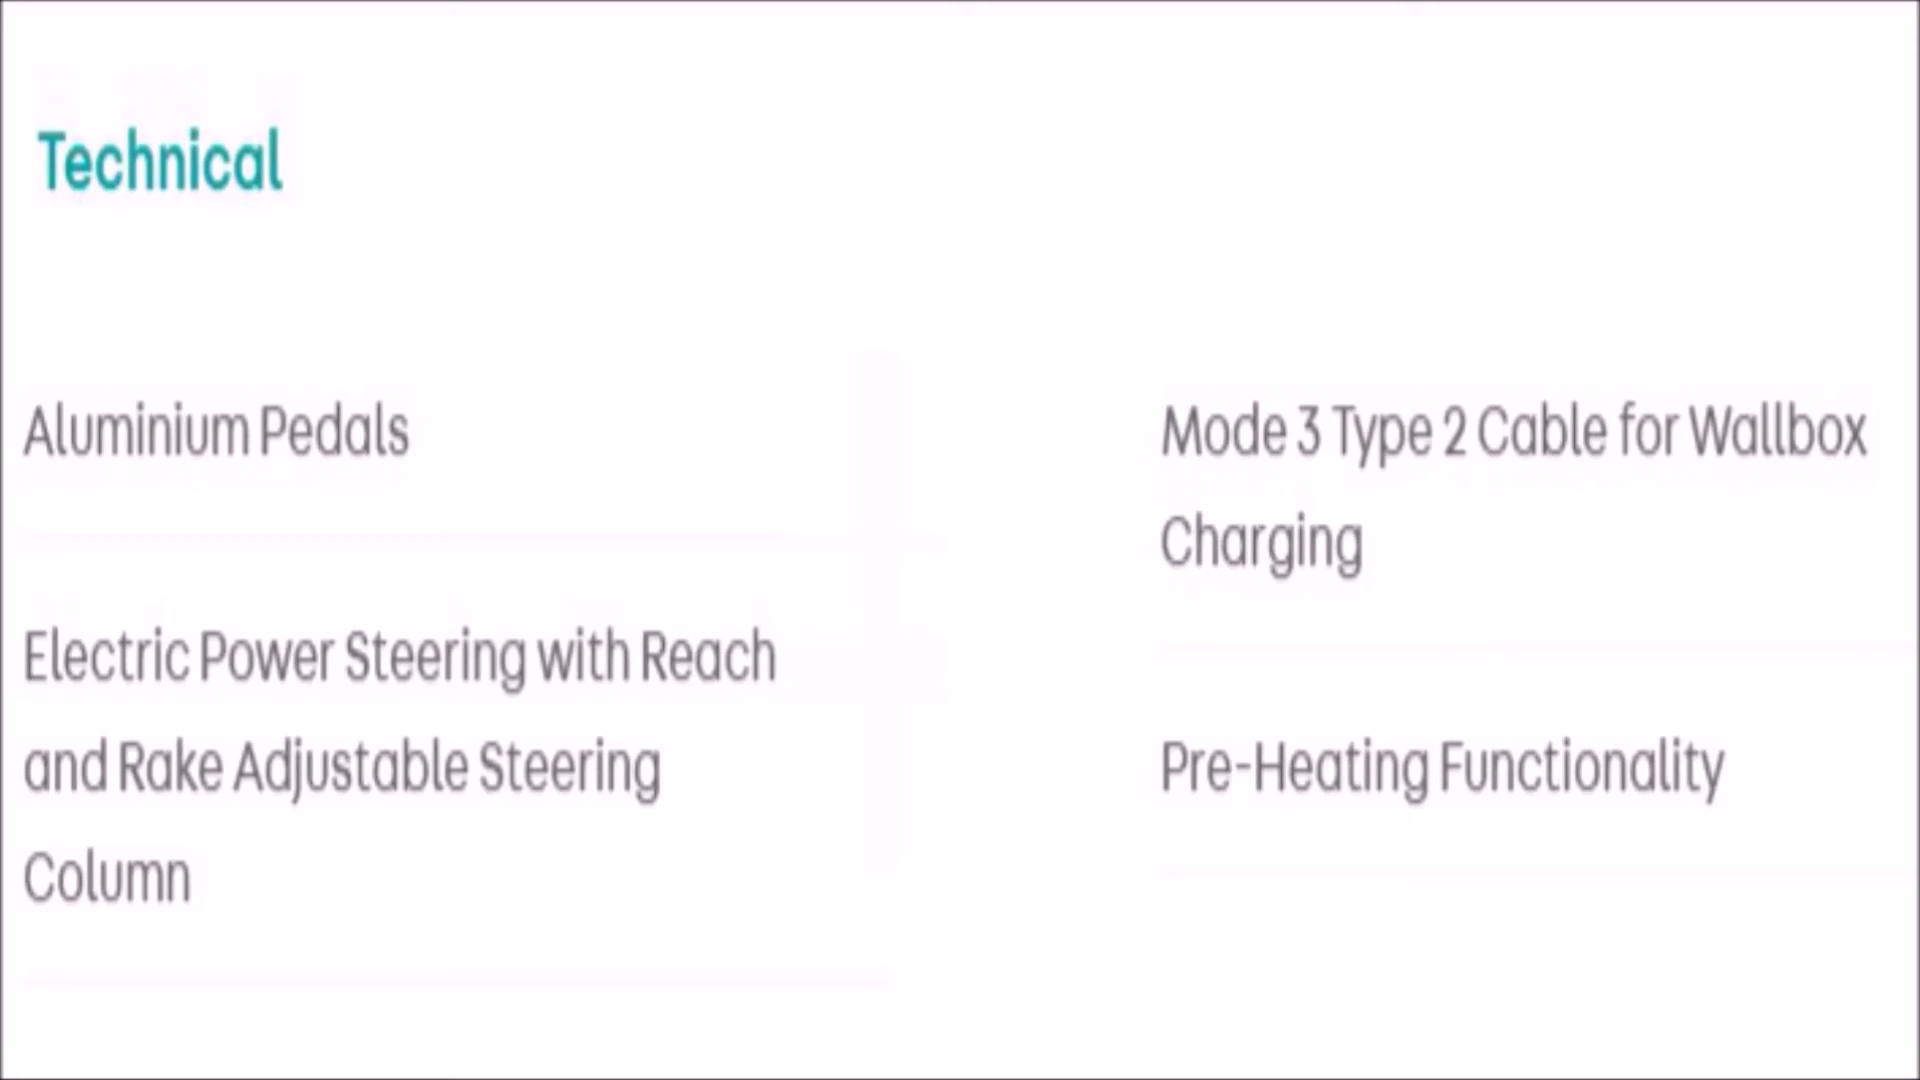 Technical
Aluminium Pedals
Electric Power Steering with Reach
and Rake Adjustable Steering
Column
Mode 3 Type 2 Cable for Wallbox
Charging
Pre-Heating Functionality